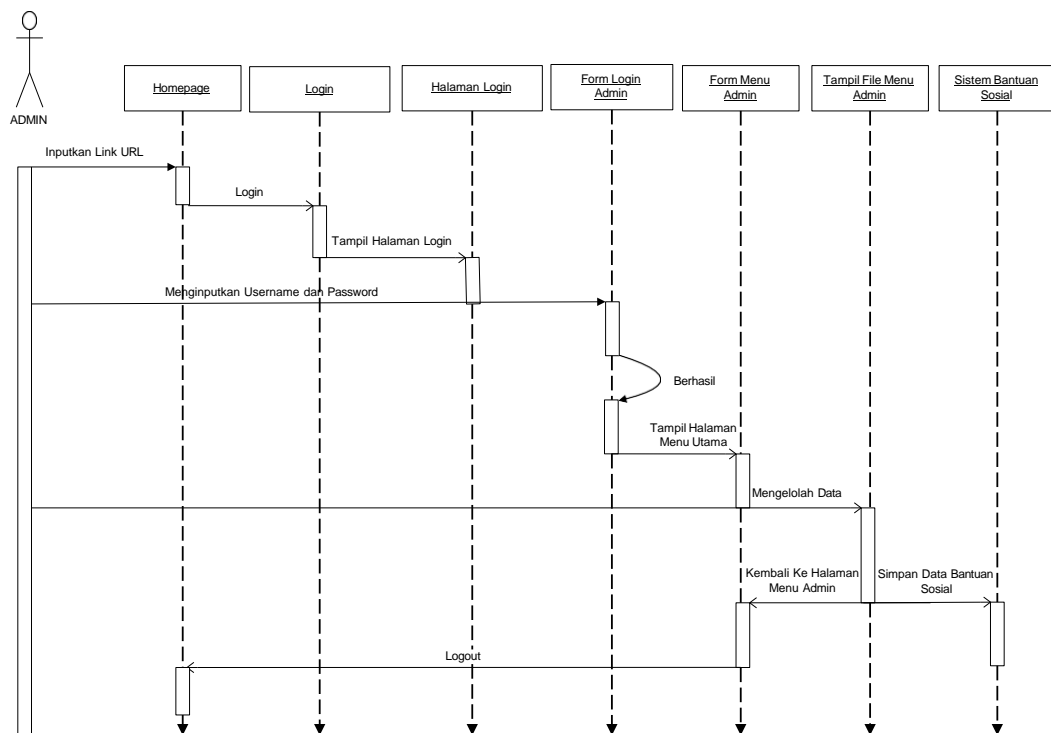 ADMIN
Homepage
Login
Halaman Login
Form Login
Admin
Form Menu
Admin
Tampil File Menu
Admin
Sistem Bantuan
Sosial
Inputkan Link URL
Login
Tampil Halaman Login
Menginputkan Username dan Password
Berhasil
Tampil Halaman
Menu Utama
Mengelolah Data
Kembali Ke Halaman
Menu Admin
Simpan Data Bantuan
Sosial
Logout